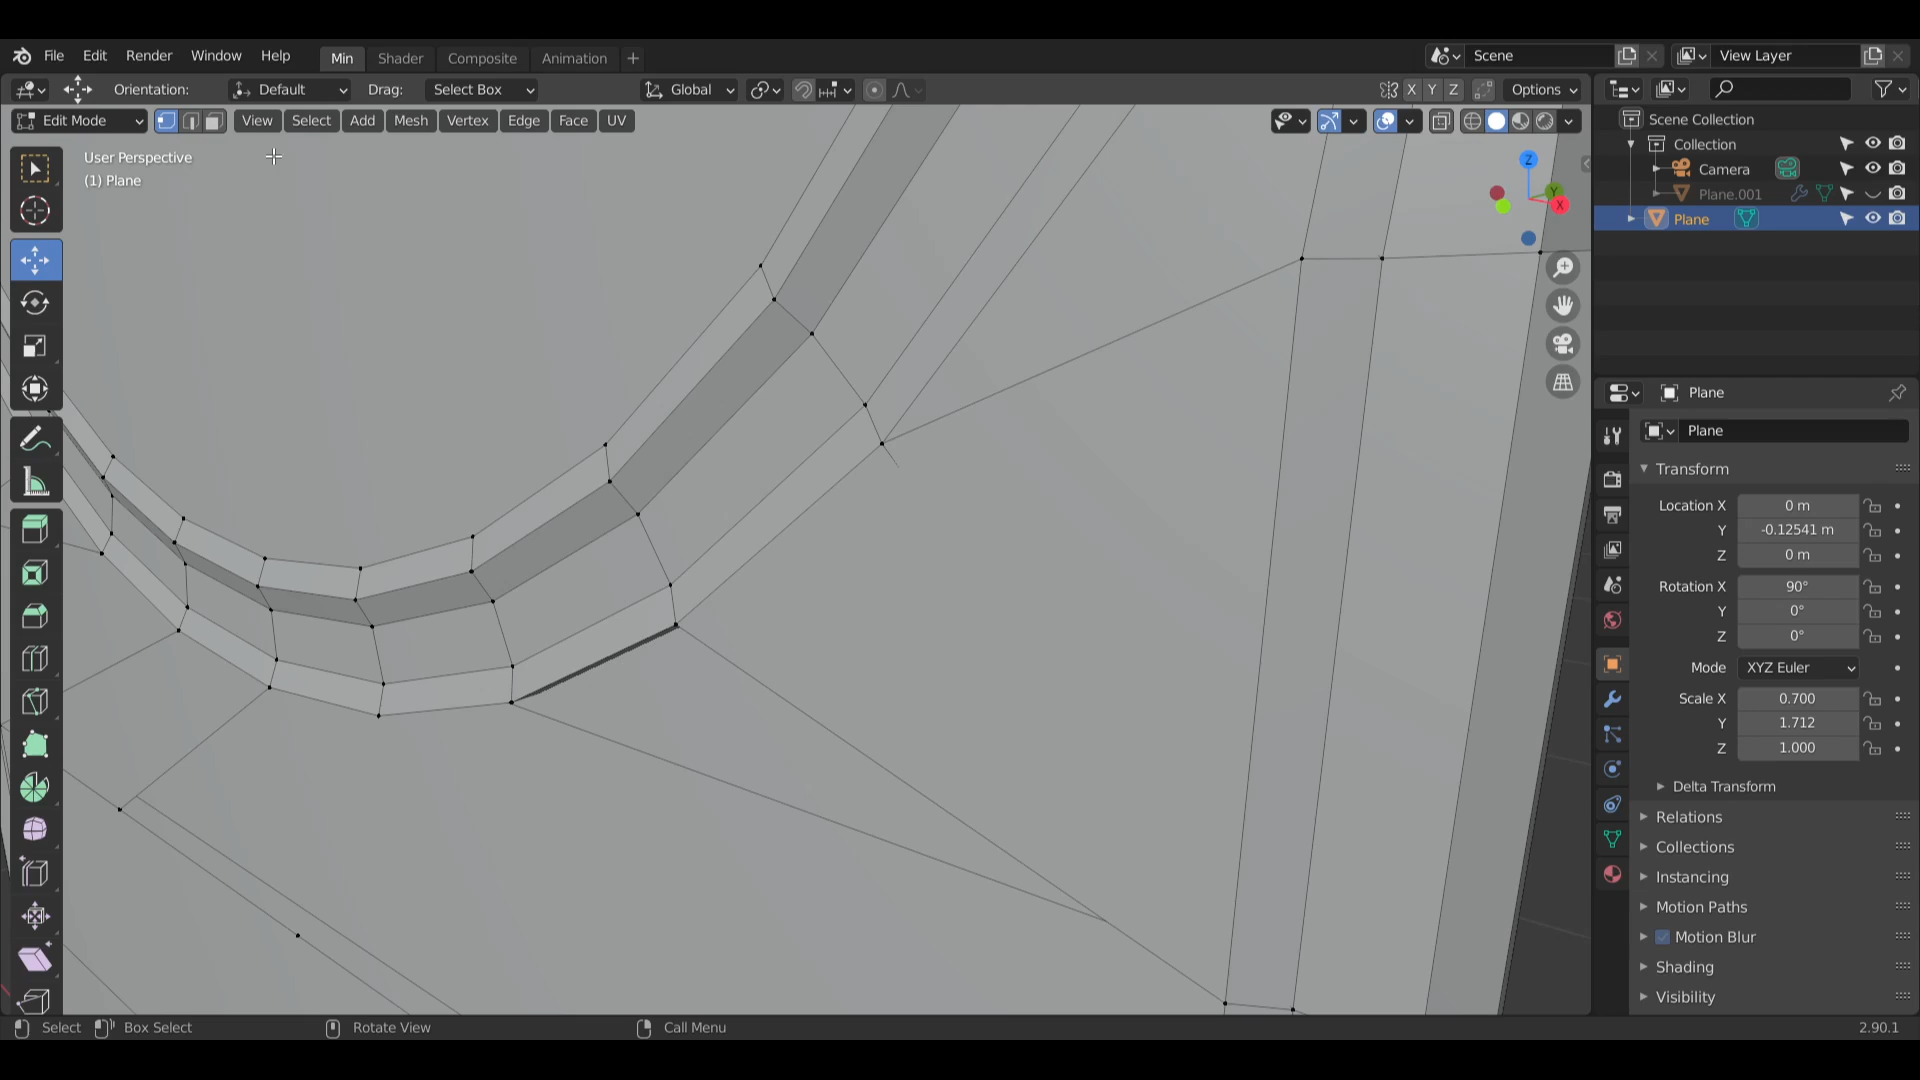 File Edit Render Window Help Min Shader Composite Animation + Scene View Layer
Orientation: Default Drag: Select Box Global X Y Z Options
Edit Mode View Select Add Mesh Vertex Edge Face UV
User Perspective
(1) Plane
Z
Y
X
Scene Collection
Collection
Camera
Plane.001
Plane
Plane
Plane
Transform
Location X 0 m
Y -0.12541 m
Z 0 m
Rotation X 90°
Y 0°
Z 0°
Mode XYZ Euler
Scale X 0.700
Y 1.712
Z 1.000
Delta Transform
Relations
Collections
Instancing
Motion Paths
Motion Blur
Shading
Visibility
Select Box Select Rotate View Call Menu 2.90.1